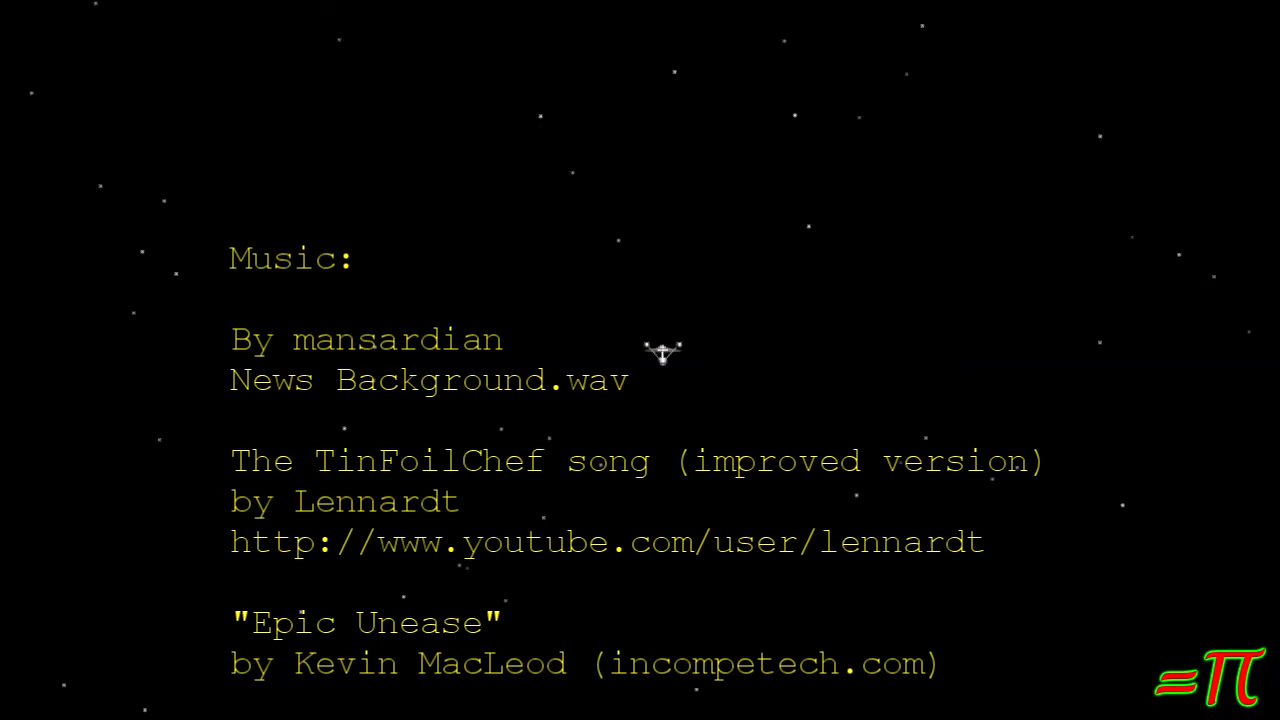 Music:
By mansardian
News Background.wav
The TinFoilChef song (improved version)
by Lennardt
http://www.youtube.com/user/lennardt
"Epic Unease"
by Kevin MacLeod (incompetech.com)
=π